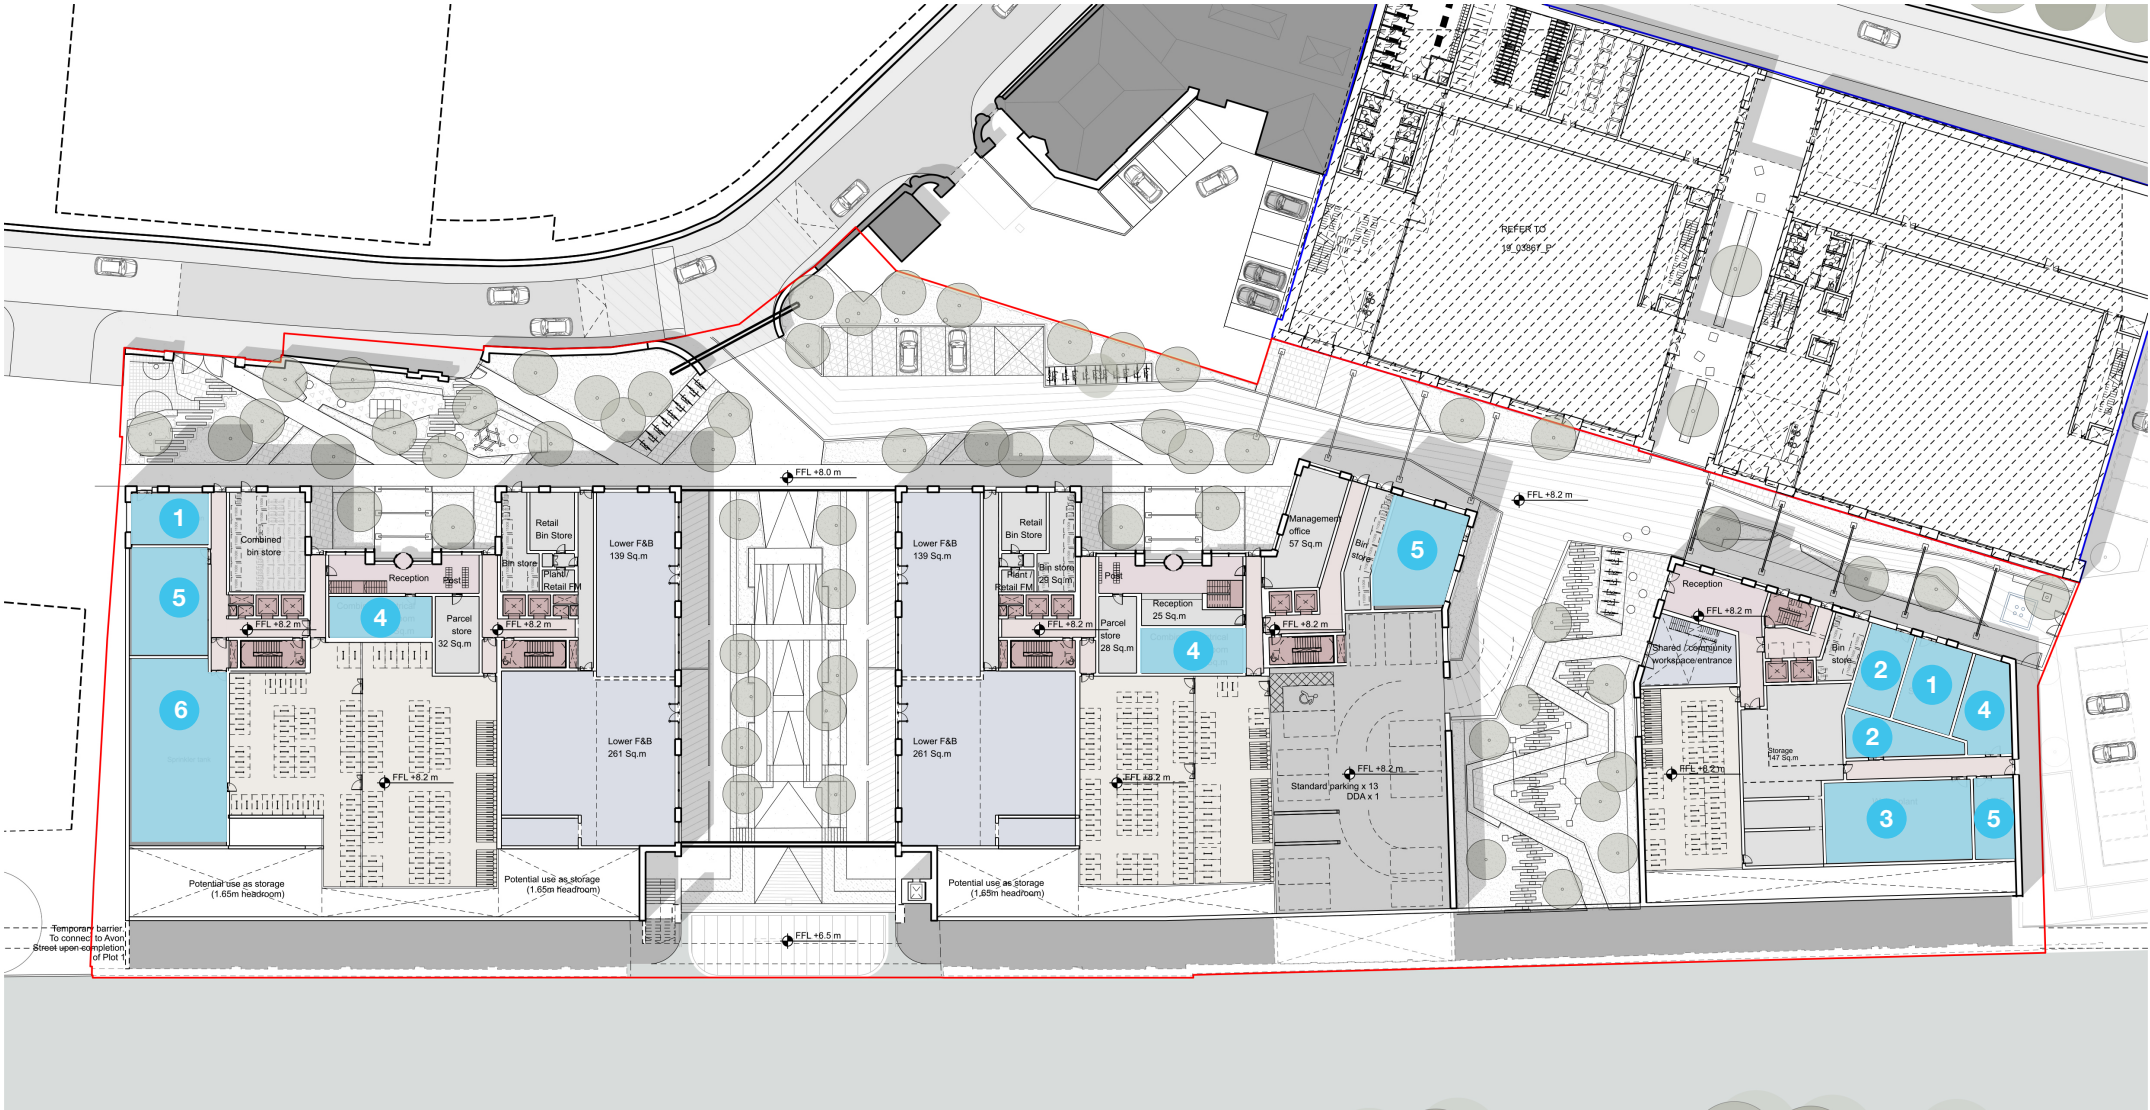 REFER TO
19_03867_P
FFL +8.0 m
FFL +8.2 m
1
Combined
bin store
Retail
Bin Store
Bin store
Plant /
Retail FM
Lower F&B
139 Sq.m
Lower F&B
139 Sq.m
Retail
Bin Store
Bin store
29 Sq.m
Plant /
Retail FM
Management
office
57 Sq.m
Bin
store
5
5
Reception
Post
4
Parcel
store
32 Sq.m
FFL +8.2 m
FFL +8.2 m
FFL +8.2 m
Post
Reception
25 Sq.m
Parcel
store
28 Sq.m
4
FFL +8.2 m
Reception
FFL +8.2 m
Shared / community
workspace/entrance
Bin
store
2
1
4
2
6
Lower F&B
261 Sq.m
Lower F&B
261 Sq.m
FFL +8.2 m
FFL +8.2 m
FFL +8.2 m
Standard parking x 13
DDA x 1
FFL +8.2 m
Storage
147 Sq.m
3
5
Potential use as storage
(1.65m headroom)
Potential use as storage
(1.65m headroom)
Potential use as storage
(1.65m headroom)
Temporary barrier.
To connect to Avon
Street upon completion
of Plot 1
FFL +6.5 m